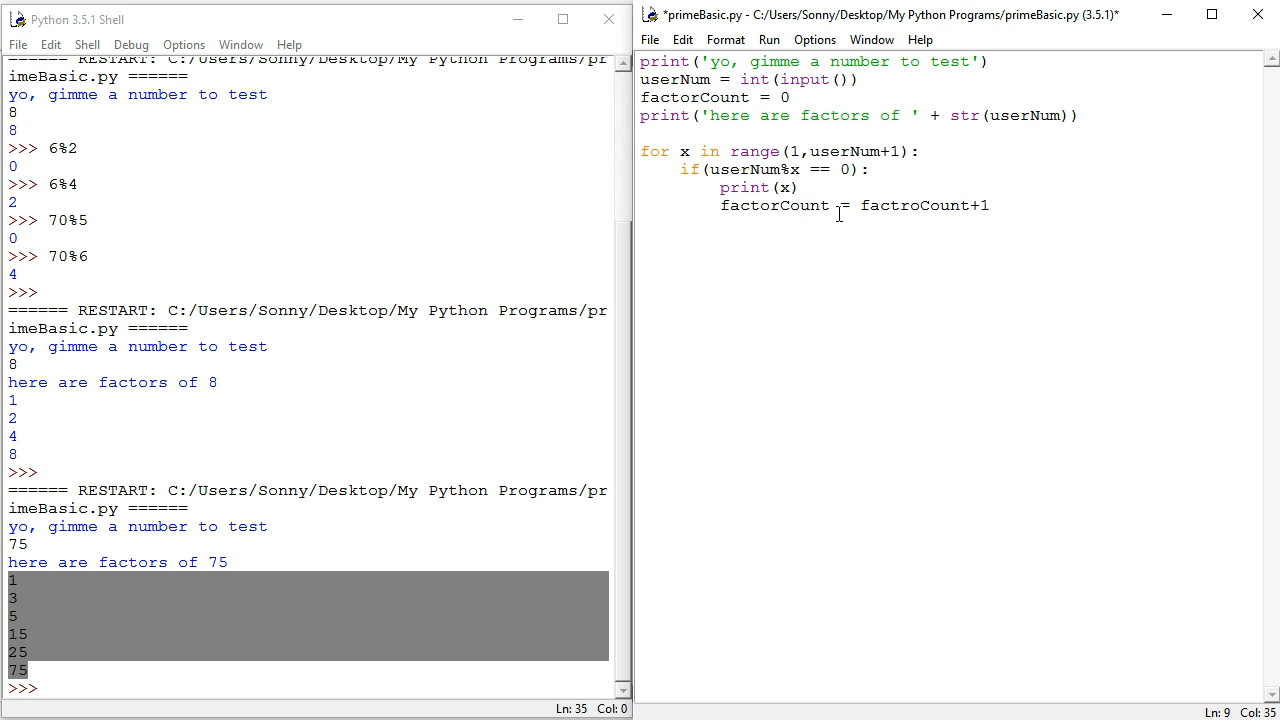 Python 3.5.1 Shell
File Edit Shell Debug Options Window Help
====== RESTART: C:/Users/Sonny/Desktop/My Python Programs/pr
imeBasic.py ======
yo, gimme a number to test
8
8
>>> 6%2
0
>>> 6%4
2
>>> 70%5
0
>>> 70%6
4
>>>
====== RESTART: C:/Users/Sonny/Desktop/My Python Programs/pr
imeBasic.py ======
yo, gimme a number to test
8
here are factors of 8
1
2
4
8
>>>
====== RESTART: C:/Users/Sonny/Desktop/My Python Programs/pr
imeBasic.py ======
yo, gimme a number to test
75
here are factors of 75
1
3
5
15
25
75
>>>
Ln: 35 Col: 0
*primeBasic.py - C:/Users/Sonny/Desktop/My Python Programs/primeBasic.py (3.5.1)*
File Edit Format Run Options Window Help
print('yo, gimme a number to test')
userNum = int(input())
factorCount = 0
print('here are factors of ' + str(userNum))
for x in range(1,userNum+1):
if(userNum%x == 0):
print(x)
factorCount = factroCount+1
Ln: 9 Col: 35